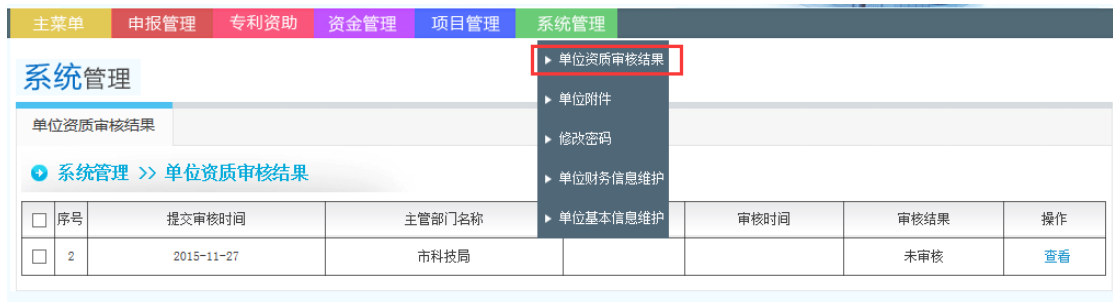 主菜单 申报管理 专利资助 资金管理 项目管理 系统管理
单位资质审核结果
单位附件
修改密码
单位财务信息维护
单位基本信息维护
系统管理
单位资质审核结果
系统管理 >> 单位资质审核结果
序号 提交审核时间 主管部门名称 审核时间 审核结果 操作
2 2015-11-27 市科技局 未审核 查看